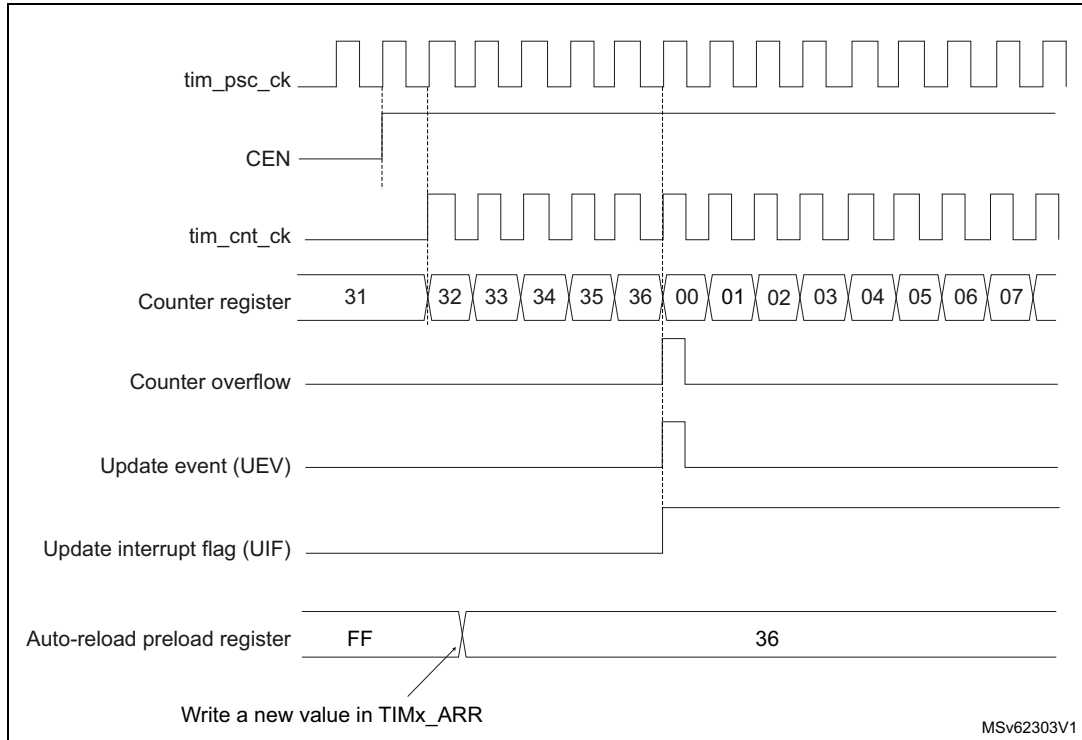 tim_psc_ck
CEN
tim_cnt_ck
Counter register 31 32 33 34 35 36 00 01 02 03 04 05 06 07
Counter overflow
Update event (UEV)
Update interrupt flag (UIF)
Auto-reload preload register FF 36
Write a new value in TIMx_ARR
MSv62303V1